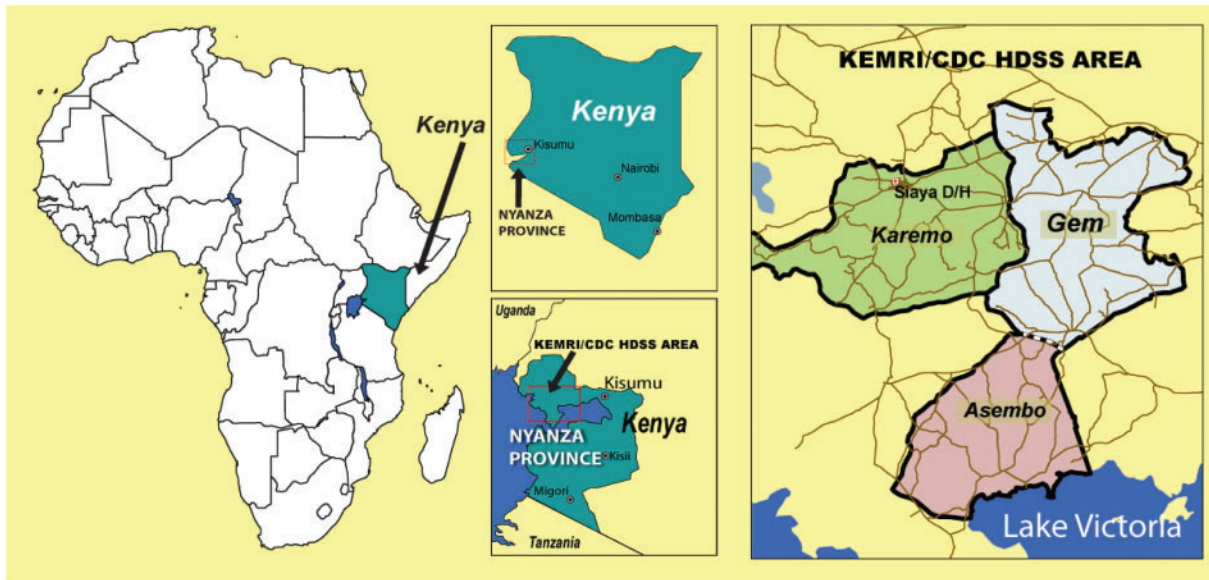 Kenya
Kenya
Kisumu
Nairobi
NYANZA
PROVINCE
Mombasa
Uganda
KEMRI/CDC HDSS AREA
Kisumu
Kenya
NYANZA
PROVINCE
Kisii
Migori
Tanzania
KEMRI/CDC HDSS AREA
Siaya D/H
Karemo
Gem
Asembo
Lake Victoria